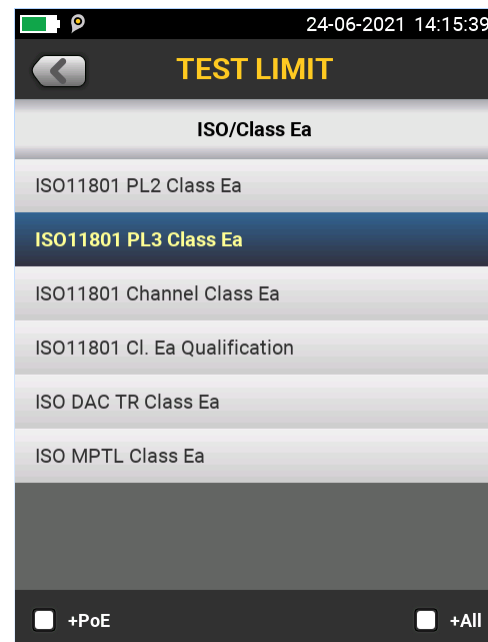 24-06-2021 14:15:39
TEST LIMIT
ISO/Class Ea
ISO11801 PL2 Class Ea
ISO11801 PL3 Class Ea
ISO11801 Channel Class Ea
ISO11801 Cl. Ea Qualification
ISO DAC TR Class Ea
ISO MPTL Class Ea
+PoE +All